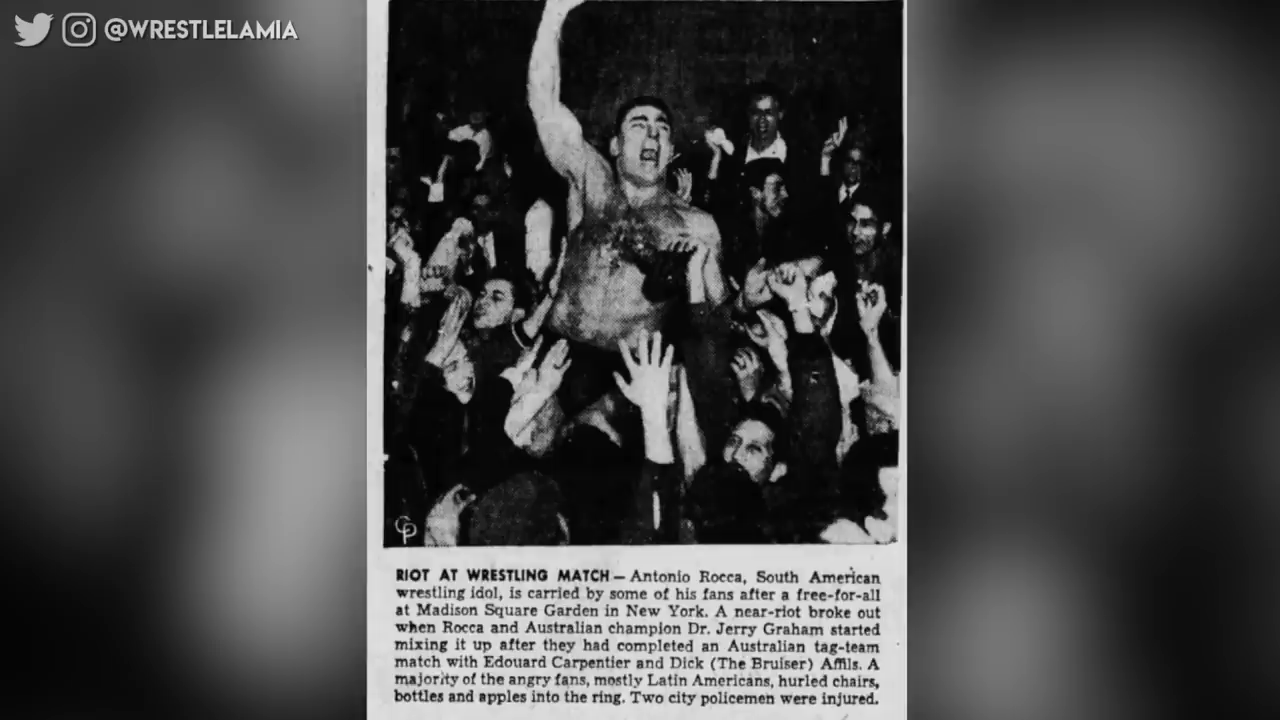 @WRESTLELAMIA
CP
RIOT AT WRESTLING MATCH — Antonio Rocca, South American
wrestling idol, is carried by some of his fans after a free-for-all
at Madison Square Garden in New York. A near-riot broke out
when Rocca and Australian champion Dr. Jerry Graham started
mixing it up after they had completed an Australian tag-team
match with Edouard Carpentier and Dick (The Bruiser) Affils. A
majority of the angry fans, mostly Latin Americans, hurled chairs,
bottles and apples into the ring. Two city policemen were injured.